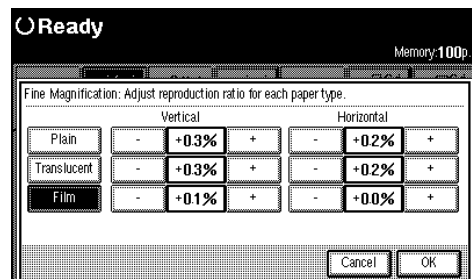 Ready
Memory:100p.
Fine Magnification: Adjust reproduction ratio for each paper type.
Vertical Horizontal
Plain - +0.3% + - +0.2% +
Translucent - +0.3% + - +0.2% +
Film - +0.1% + - +0.0% +
Cancel OK